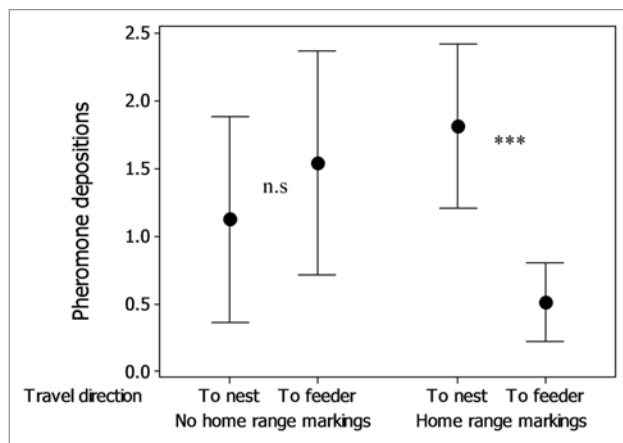 Pheromone depositions
2.5
2.0
1.5
1.0
0.5
0.0
n.s
***
Travel direction
To nest To feeder To nest To feeder
No home range markings Home range markings